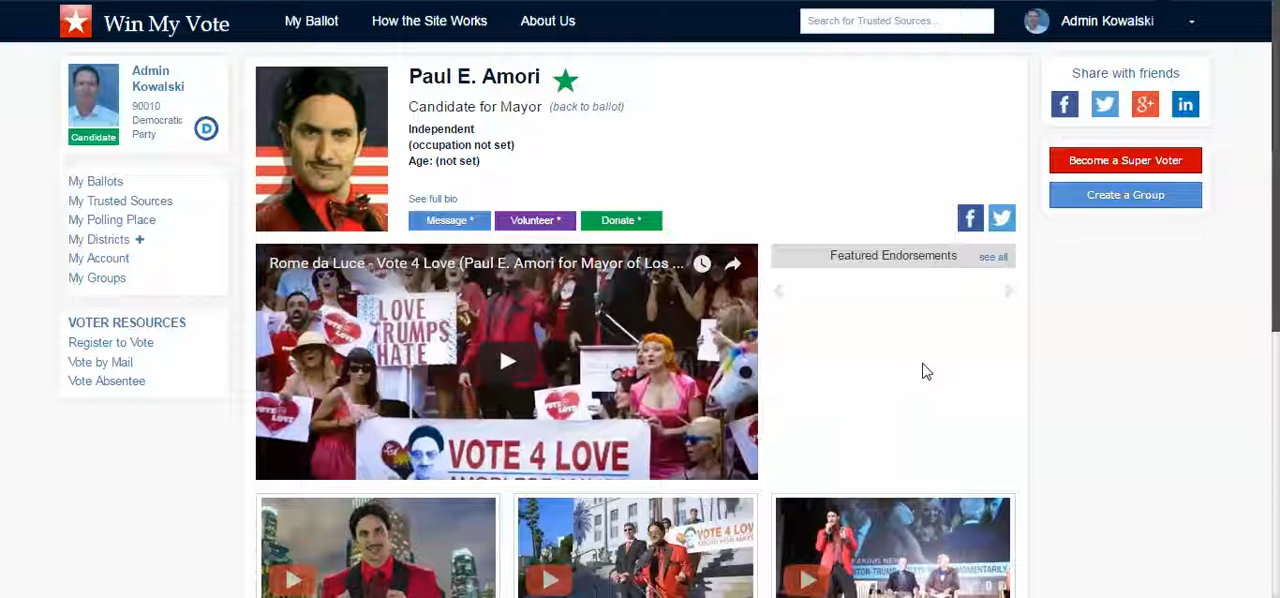 Win My Vote
My Ballot
How the Site Works
About Us
Search for Trusted Sources...
Admin Kowalski
Admin
Kowalski
90010
Democratic
Party
D
Candidate
My Ballots
My Trusted Sources
My Polling Place
My Districts +
My Account
My Groups
VOTER RESOURCES
Register to Vote
Vote by Mail
Vote Absentee
Paul E. Amori
Candidate for Mayor (back to ballot)
Independent
(occupation not set)
Age: (not set)
See full bio
Message *
Volunteer *
Donate *
Rome da Luce - Vote 4 Love (Paul E. Amori for Mayor of Los ...
LOVE
TRUMPS
HATE
VOTE 4 LOVE
Featured Endorsements
see all
Share with friends
Become a Super Voter
Create a Group